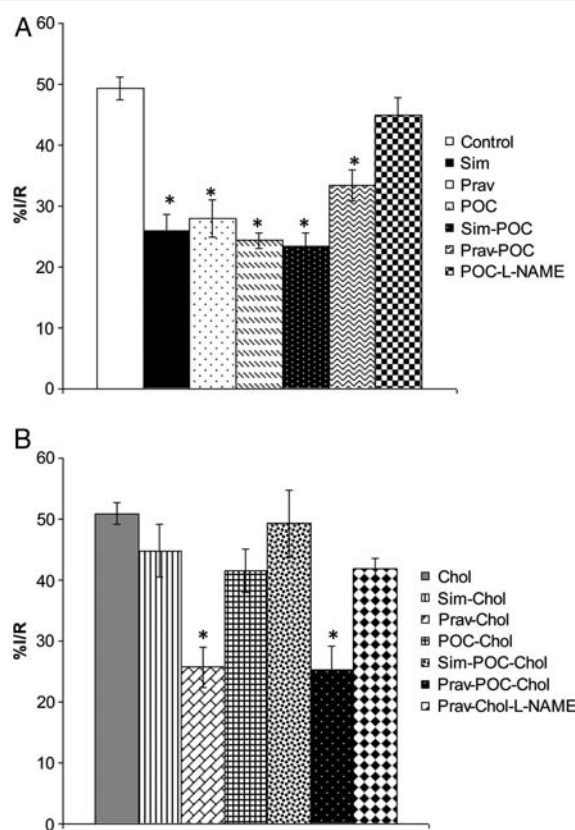 A
60
50
40
30
20
10
0
%I/R
* * * * *
Control
Sim
Prav
POC
Sim-POC
Prav-POC
POC-L-NAME
B
60
50
40
30
20
10
0
%I/R
* *
Chol
Sim-Chol
Prav-Chol
POC-Chol
Sim-POC-Chol
Prav-POC-Chol
Prav-Chol-L-NAME